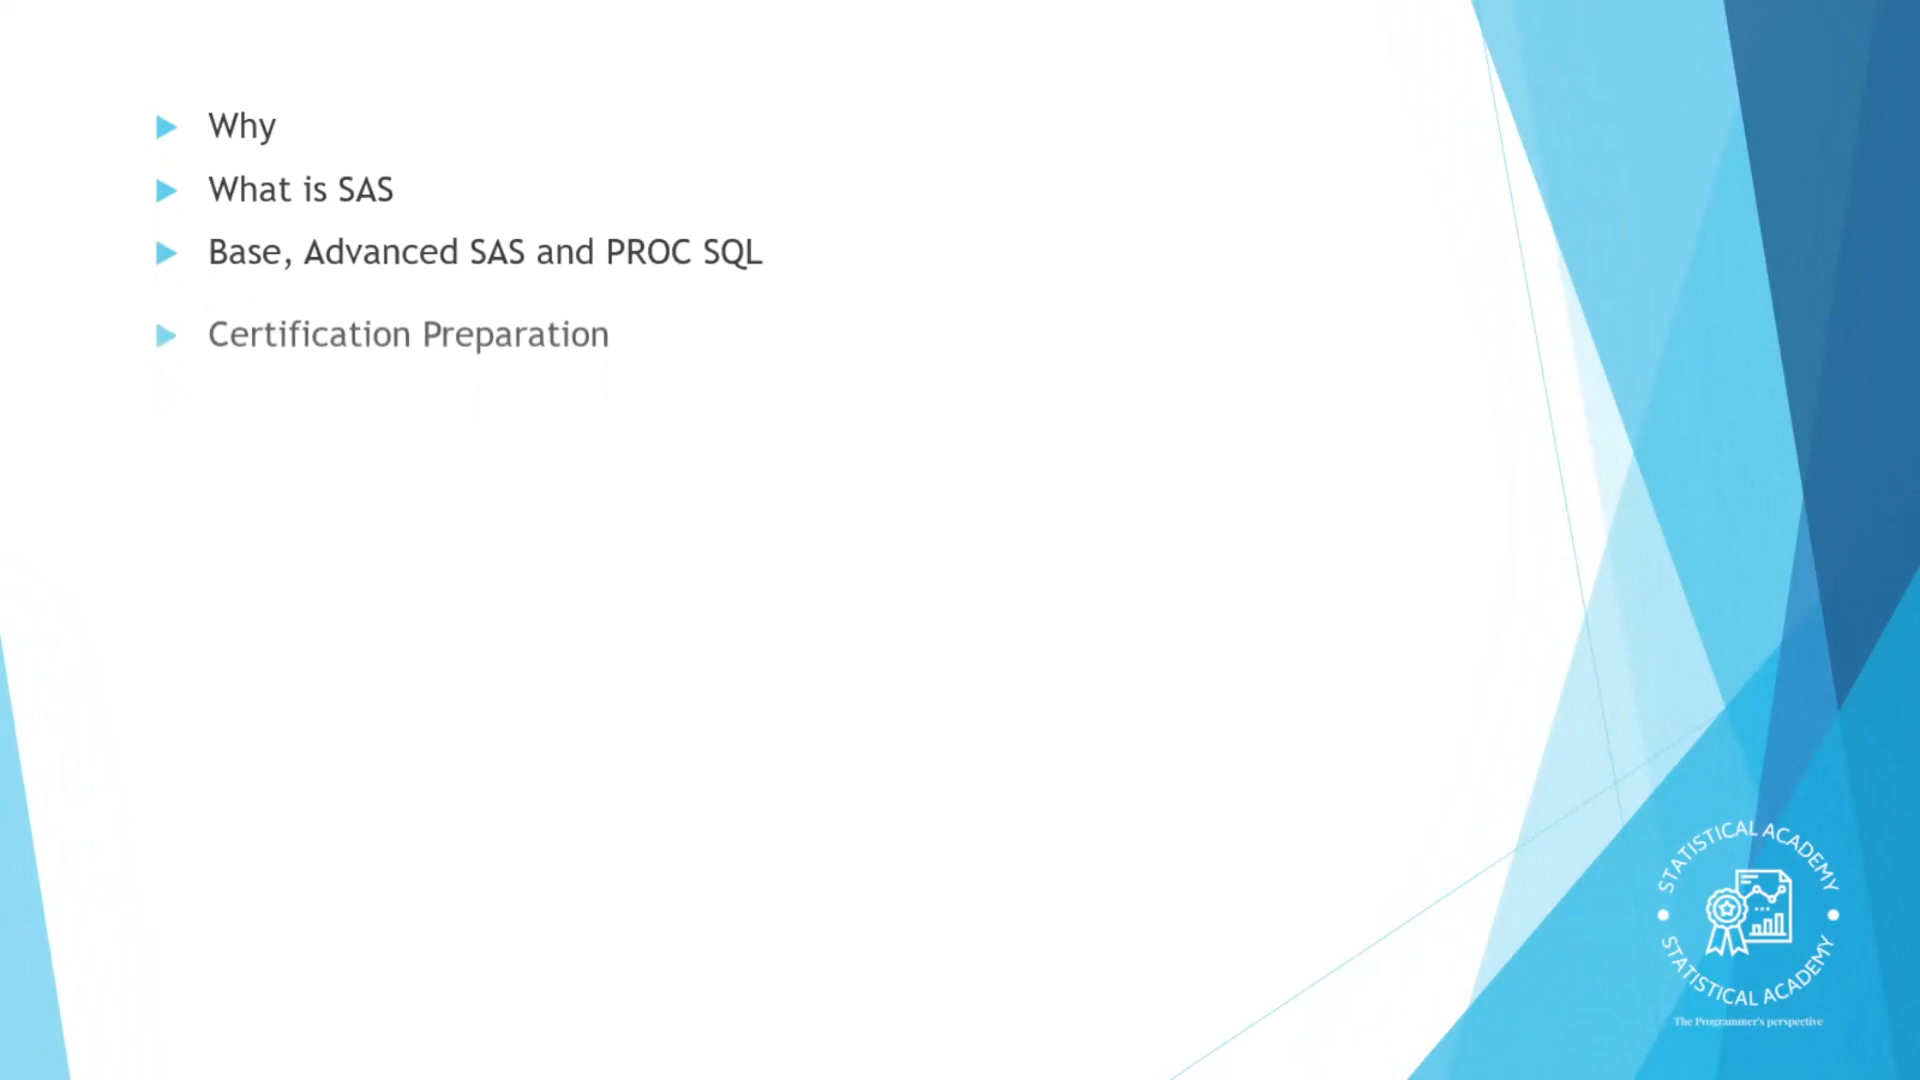 Why
What is SAS
Base, Advanced SAS and PROC SQL
Certification Preparation
STATISTICAL ACADEMY
STATISTICAL ACADEMY
The Programmer's perspective